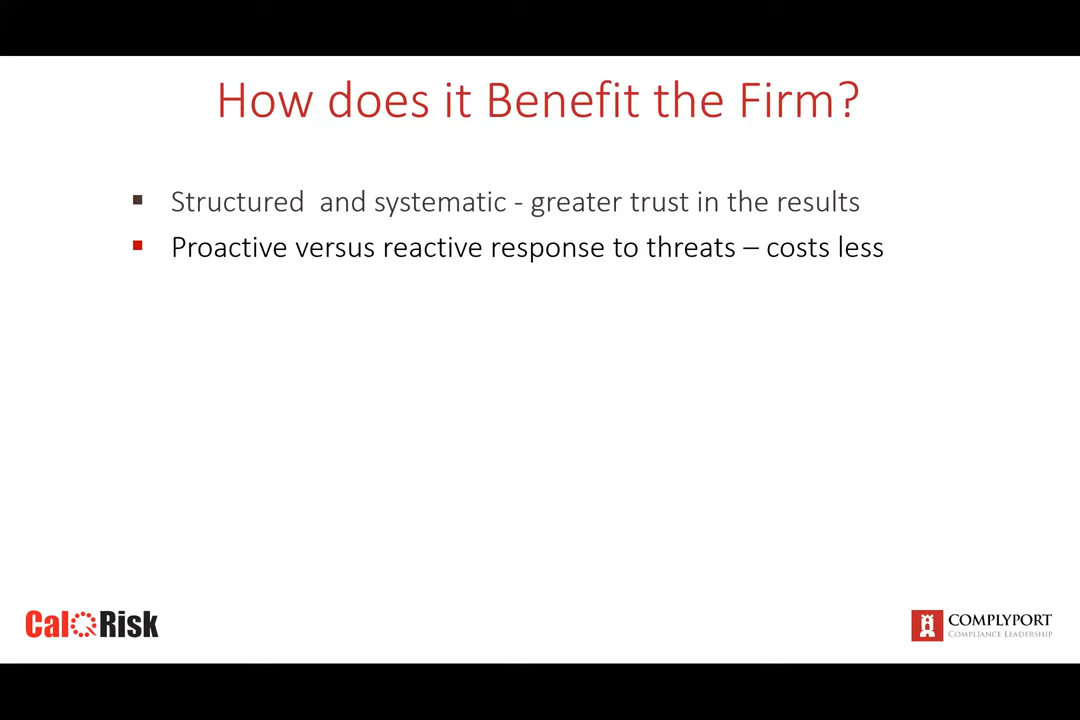 How does it Benefit the Firm?
Structured  and systematic - greater trust in the results
Proactive versus reactive response to threats – costs less
CalQRisk
COMPLYPORT
COMPLIANCE LEADERSHIP